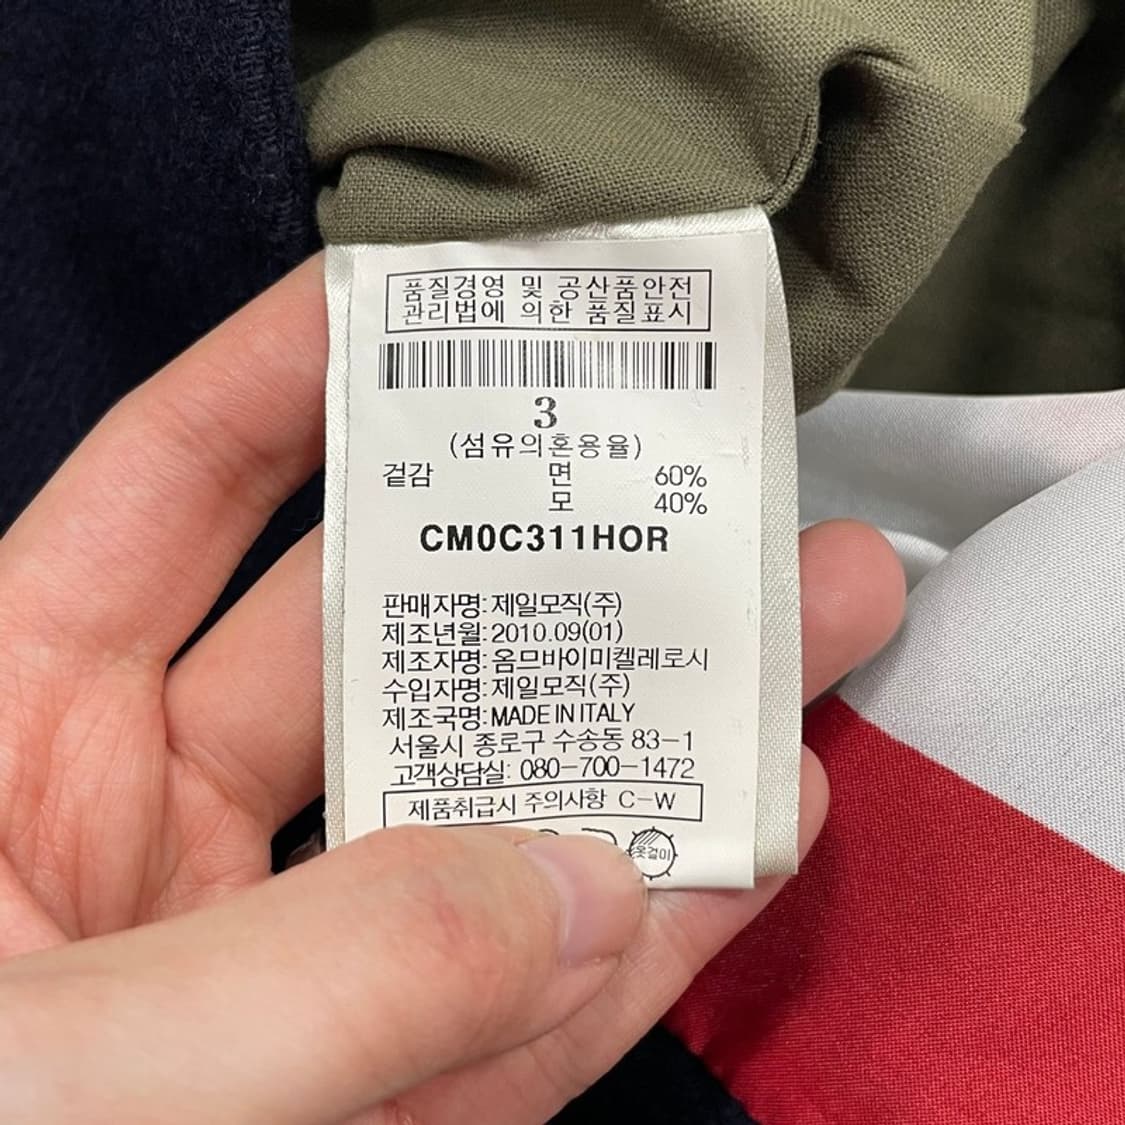 품질경영 및 공산품안전
관리법에 의한 품질표시
3
(섬유의혼용율)
겉감 면 60%
모 40%
CM0C311HOR
판매자명:제일모직(주)
제조년월:2010.09(01)
제조자명:옴므바이미켈레로시
수입자명:제일모직(주)
제조국명:MADE IN ITALY
서울시 종로구 수송동 83-1
고객상담실: 080-700-1472
제품취급시 주의사항 C-W
옷걸이